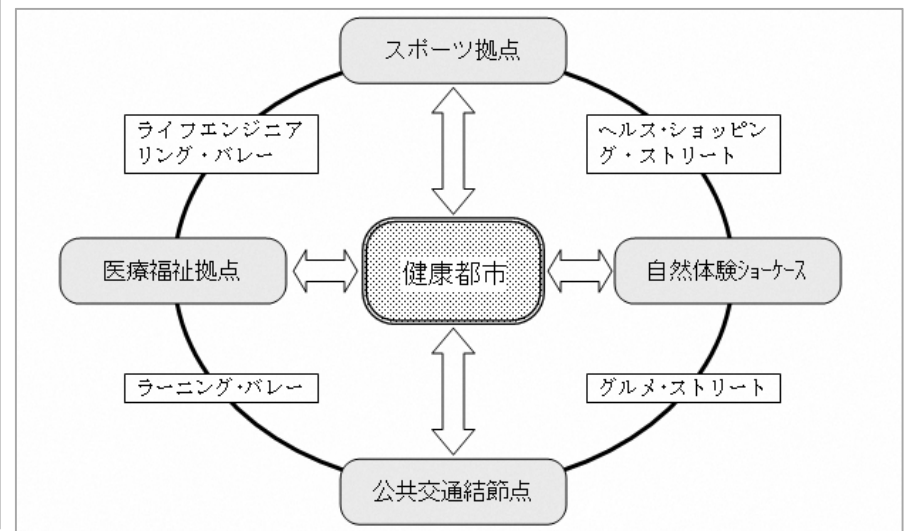 スポーツ拠点
ライフエンジニア
リング・バレー
ヘルス・ショッピン
グ・ストリート
医療福祉拠点
健康都市
自然体験ｼｮｰｹｰｽ
ラーニング・バレー
グルメ・ストリート
公共交通結節点